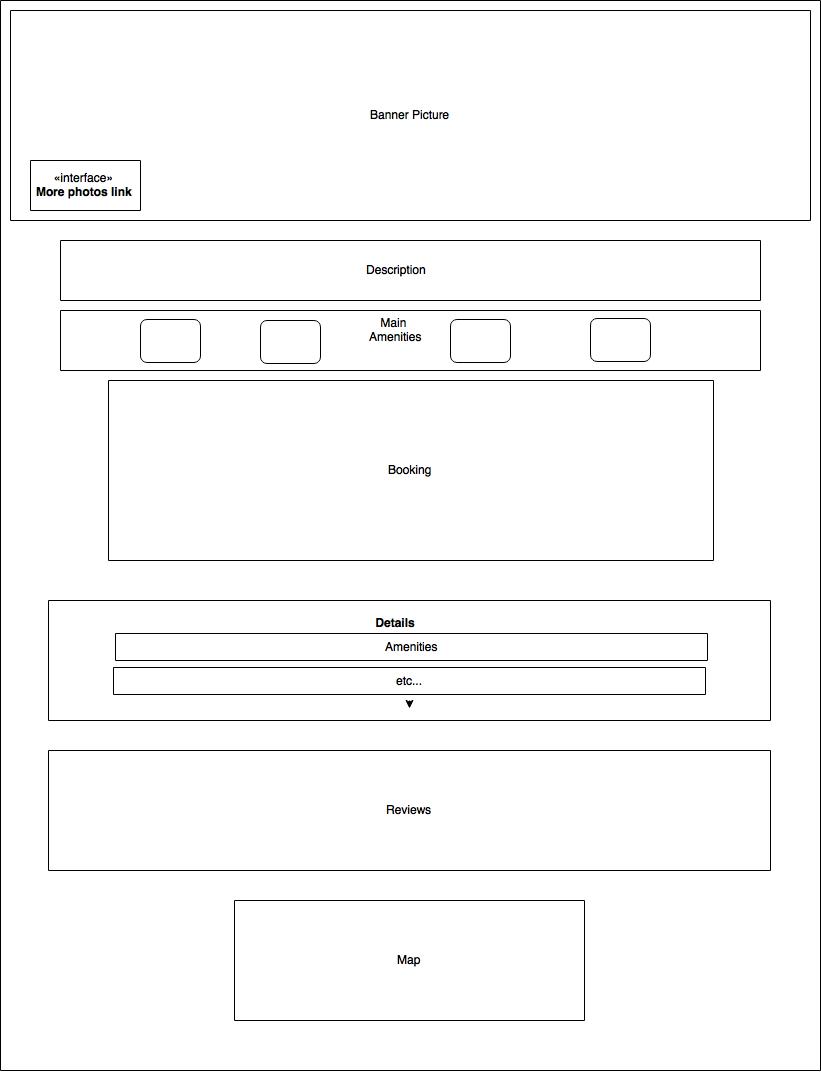 Banner Picture
«interface»
More photos link
Description
Main
Amenities
Booking
Details
Amenities
etc...
Reviews
Map